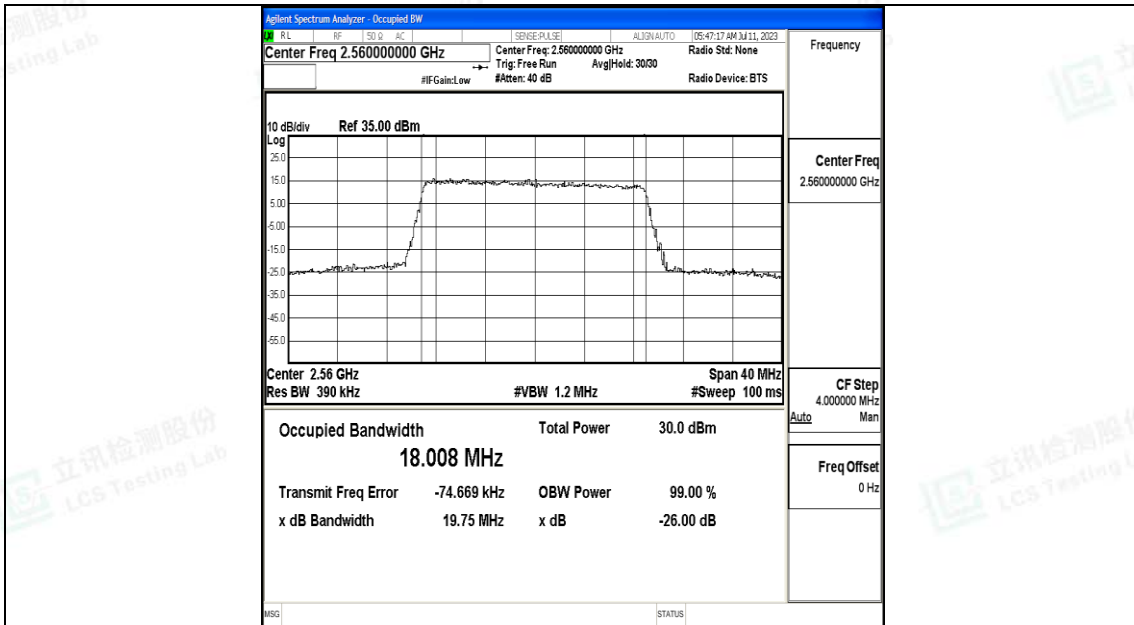 Agilent Spectrum Analyzer - Occupied BW
RL RF 50 Ω AC SENSE:PULSE ALIGN AUTO 05:47:17 AM Jul 11, 2023
Center Freq 2.560000000 GHz
Center Freq: 2.560000000 GHz
Radio Std: None
Trig: Free Run Avg|Hold: 30/30
#IFGain:Low
#Atten: 40 dB
Radio Device: BTS
10 dB/div Ref 35.00 dBm
Log
25.0
15.0
5.00
-5.00
-15.0
-25.0
-35.0
-45.0
-55.0
Center 2.56 GHz Span 40 MHz
Res BW 390 kHz #VBW 1.2 MHz #Sweep 100 ms
Occupied Bandwidth Total Power 30.0 dBm
18.008 MHz
Transmit Freq Error -74.669 kHz OBW Power 99.00 %
x dB Bandwidth 19.75 MHz x dB -26.00 dB
MSG STATUS
Frequency
Center Freq
2.560000000 GHz
CF Step
4.000000 MHz
Auto Man
Freq Offset
0 Hz
立讯检测股份
LCS Testing Lab